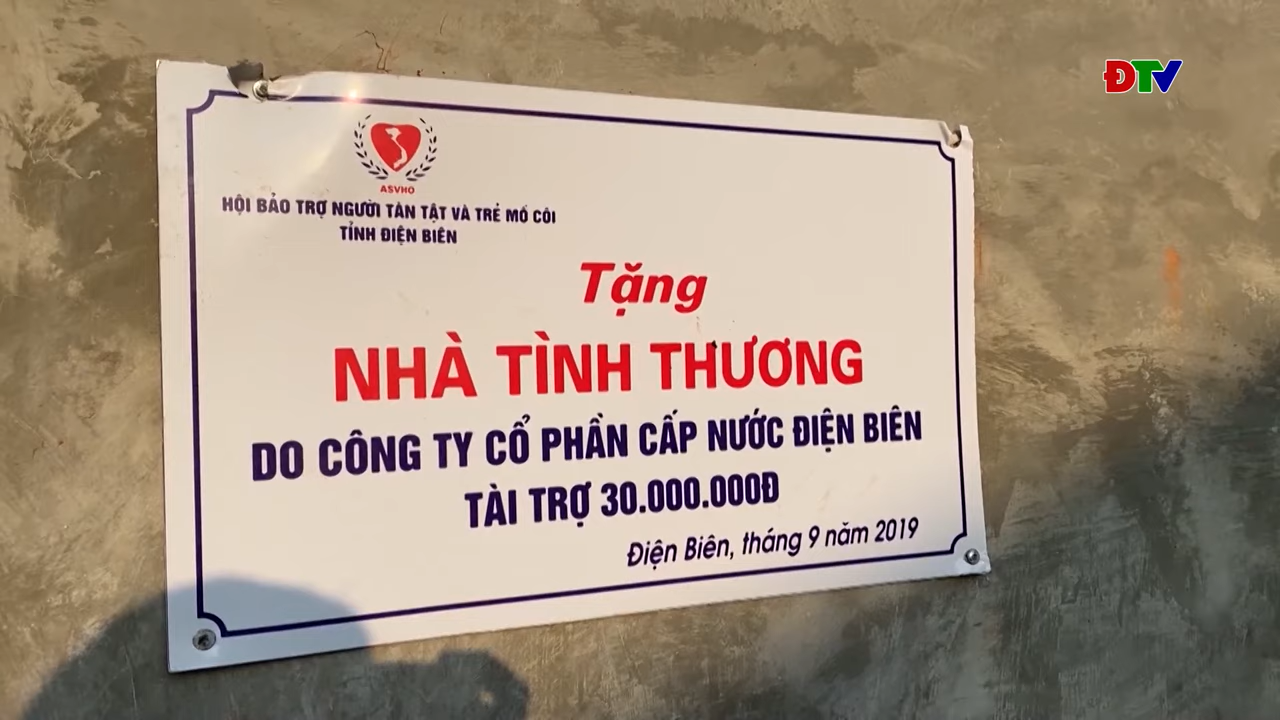 ĐTV
ASVHO
HỘI BẢO TRỢ NGƯỜI TÂN TẬT VÀ TRẺ MỒ CÔI
TỈNH ĐIỆN BIÊN
Tặng
NHÀ TÌNH THƯƠNG
DO CÔNG TY CỔ PHẦN CẤP NƯỚC ĐIỆN BIÊN
TÀI TRỢ 30.000.000Đ
Điện Biên, tháng 9 năm 2019